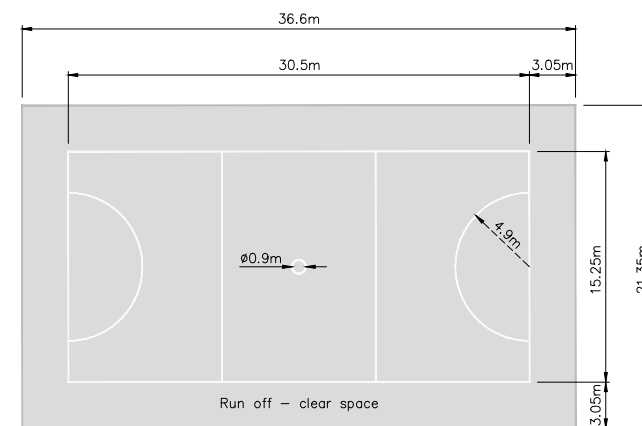 36.6m
30.5m
3.05m
4.9m
ø0.9m
15.25m
21.35m
Run off – clear space
3.05m